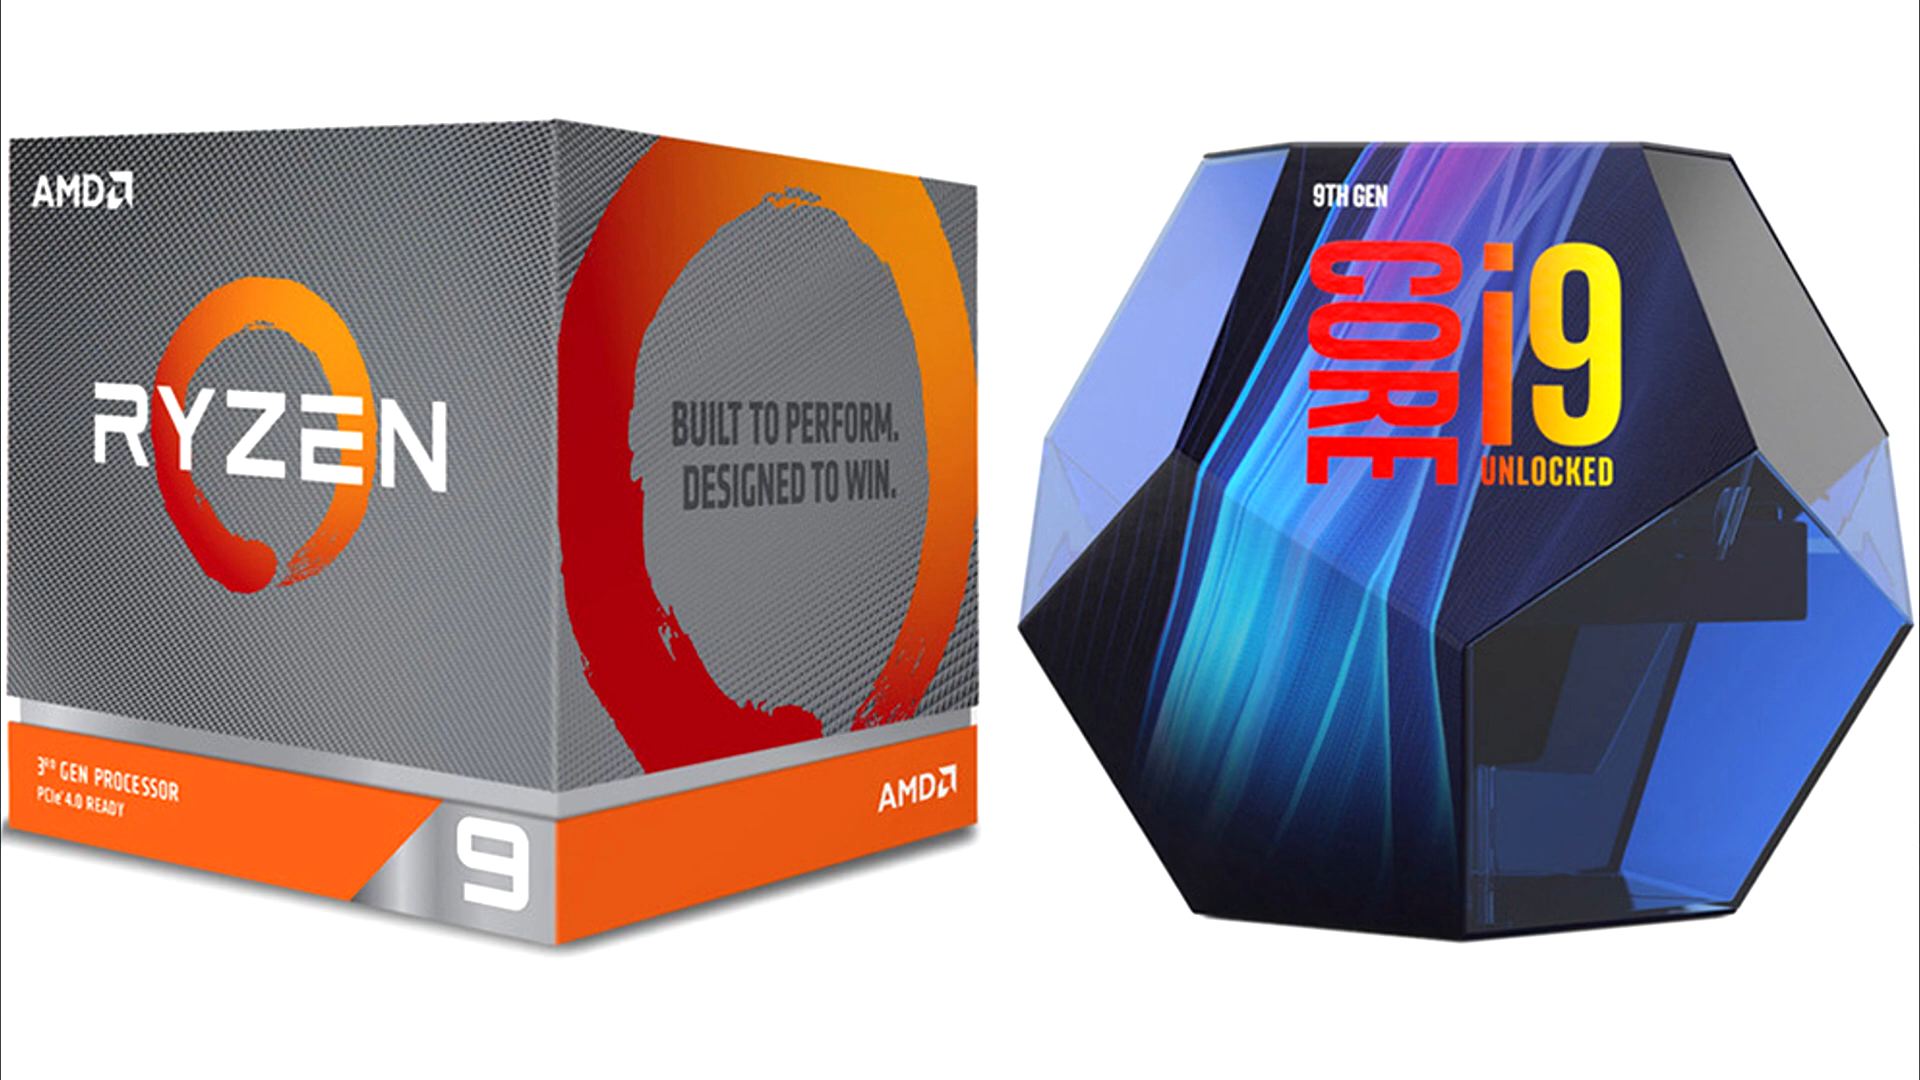 AMD
RYZEN
3RD GEN PROCESSOR
PCIe® 4.0 READY
9
BUILT TO PERFORM.
DESIGNED TO WIN.
AMD
9TH GEN
CORE
i9
UNLOCKED